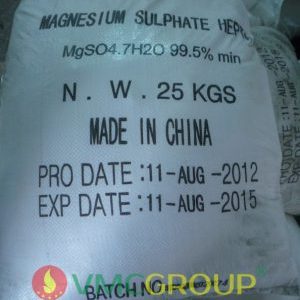 MAGNESIUM SULPHATE
MgSO4.7H2O 99.5% min
N . W. 25 KGS
MADE IN CHINA
PRO DATE :11-AUG-2012
EXP DATE :11-AUG-2015
BATCH
VMCGROUP